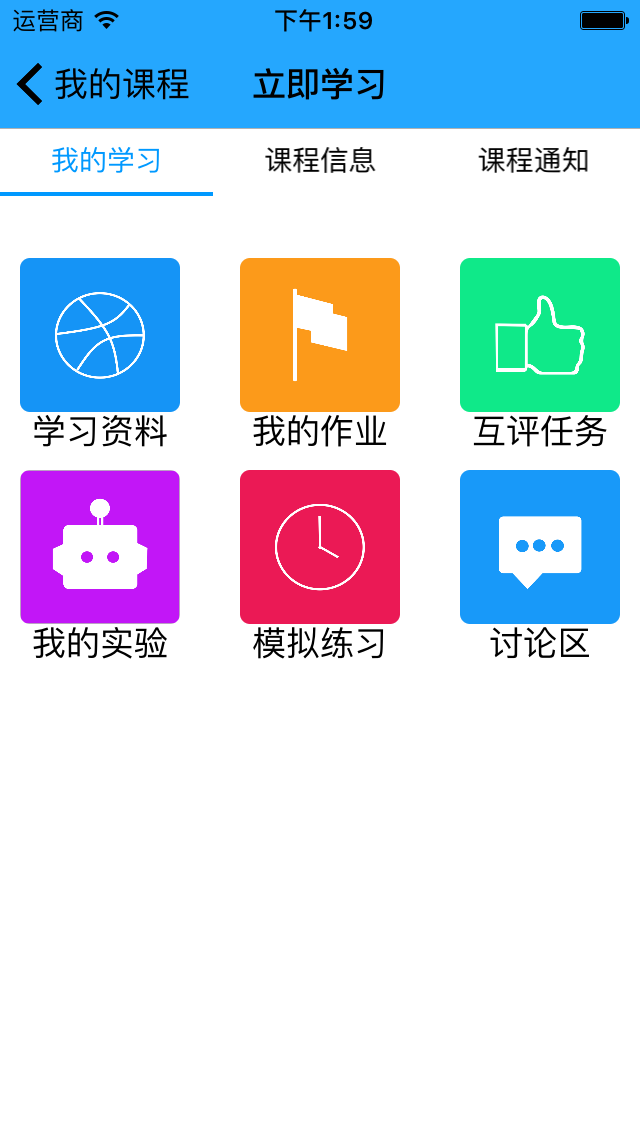 运营商 下午1:59
我的课程 立即学习
我的学习 课程信息 课程通知
学习资料 我的作业 互评任务
我的实验 模拟练习 讨论区